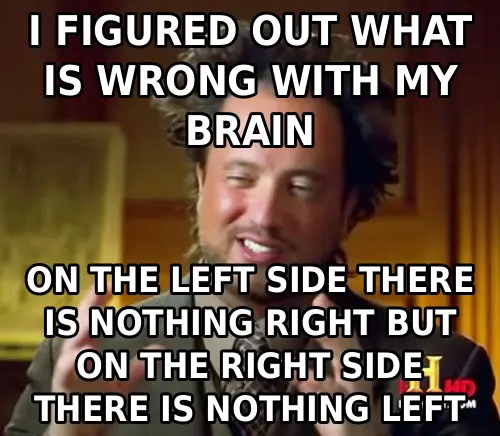 I FIGURED OUT WHAT
IS WRONG WITH MY
BRAIN
ON THE LEFT SIDE THERE
IS NOTHING RIGHT BUT
ON THE RIGHT SIDE
THERE IS NOTHING LEFT
H HD